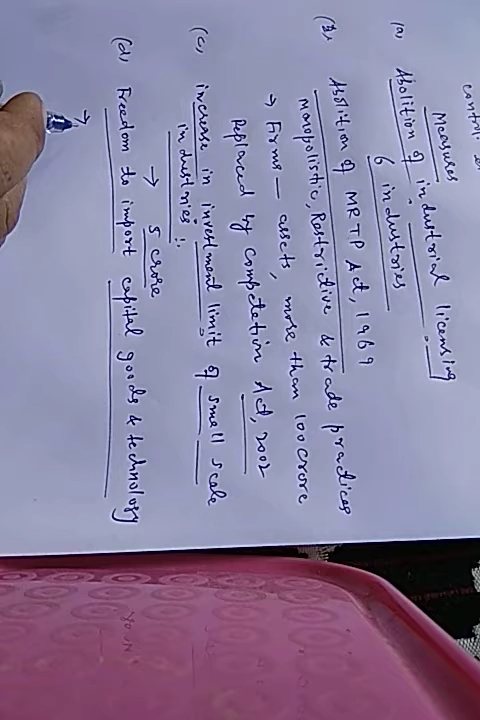 Measures
(a) Abolition of industrial licensing
6 industries
(b) Abolition of MRTP Act, 1969
monopolistic, Restrictive & trade practices
→ Firms — assets, more than 100 crore
Replaced by Competetion Act, 2002
(c) increase in investment limit of small scale
industries :.
→ 5 crore
(d) Freedom to import capital goods & technology
→